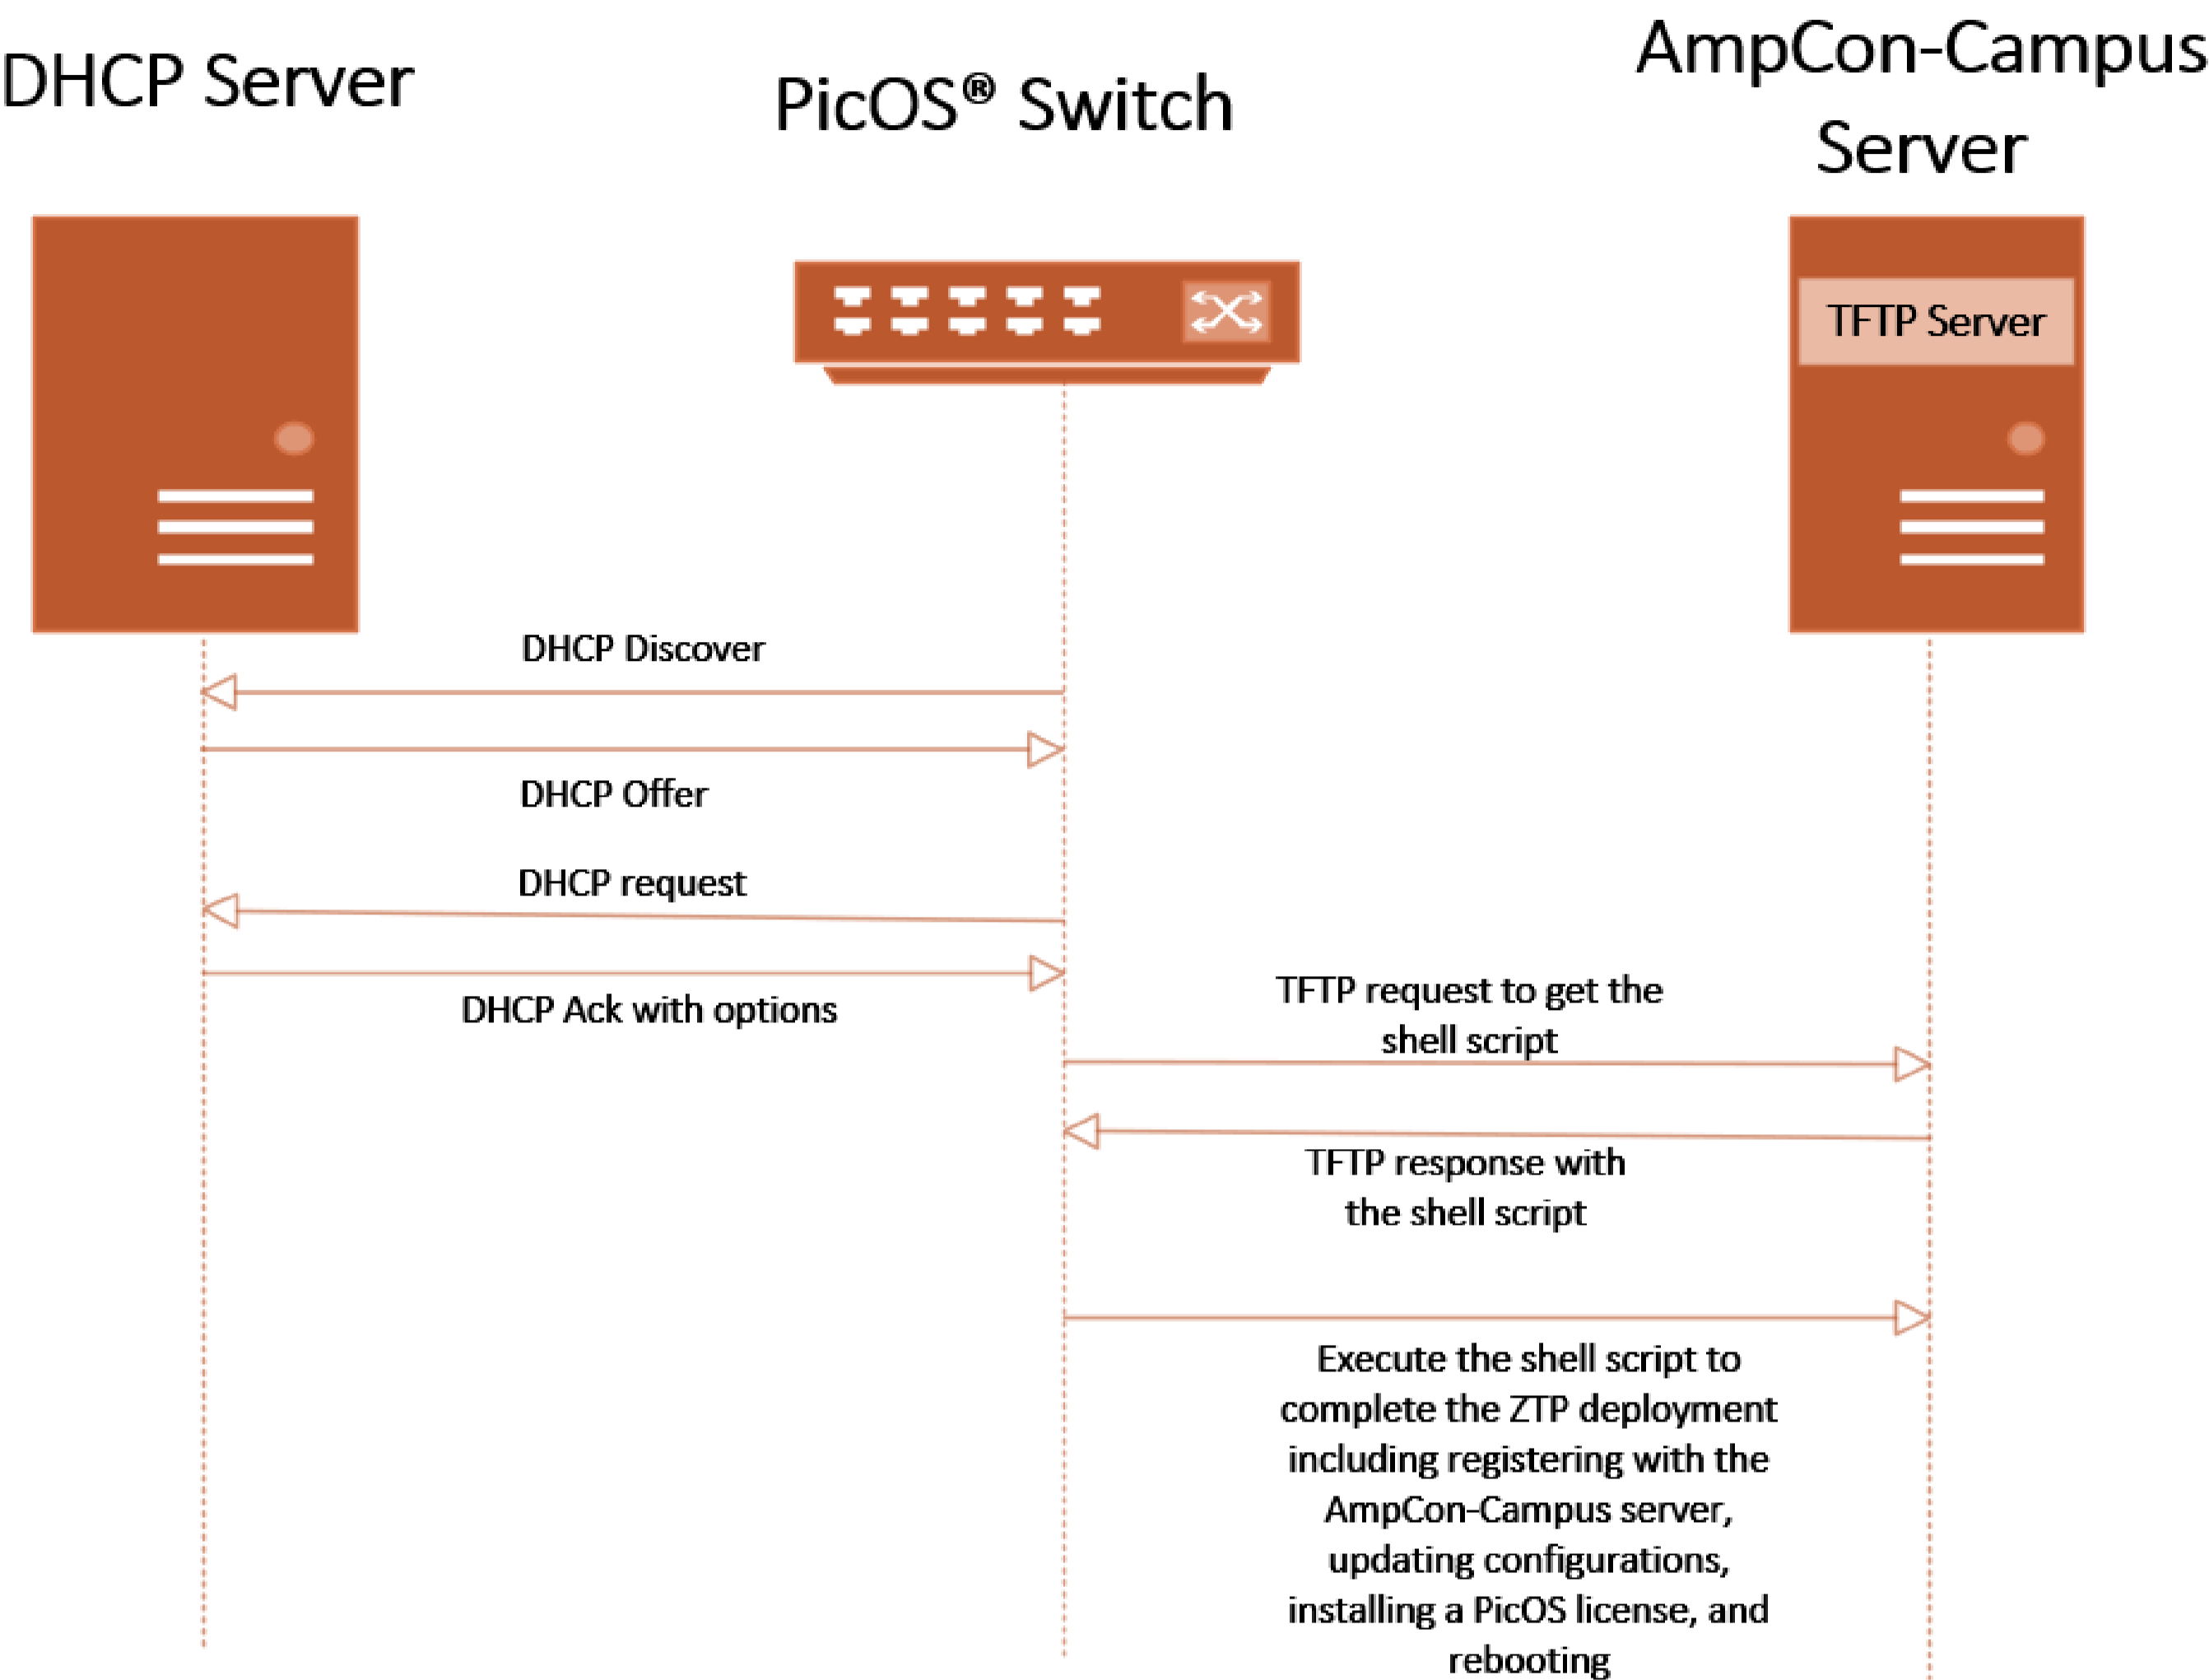 DHCP Server
PicOS® Switch
AmpCon-Campus
Server
TFTP Server
DHCP Discover
DHCP Offer
DHCP request
DHCP Ack with options
TFTP request to get the
shell script
TFTP response with
the shell script
Execute the shell script to
complete the ZTP deployment
including registering with the
AmpCon-Campus server,
updating configurations,
installing a PicOS license, and
rebooting